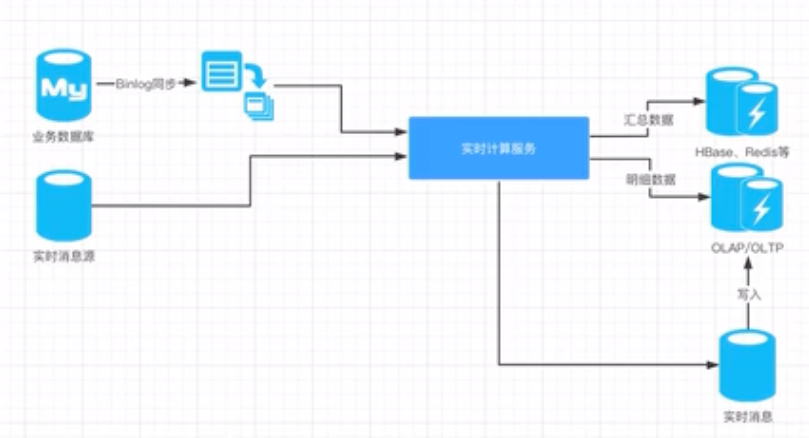 My
Binlog同步
业务数据库
实时消息源
实时计算服务
汇总数据
HBase、Redis等
明细数据
OLAP/OLTP
写入
实时消息